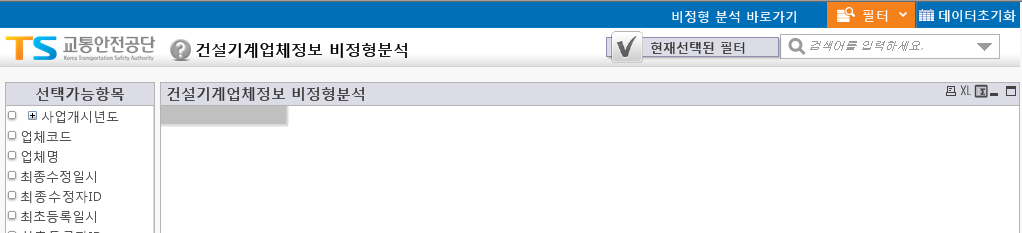 비정형 분석 바로가기 필터 데이터초기화
TS 교통안전공단
Korea Transportation Safety Authority
? 건설기계업체정보 비정형분석
현재선택된 필터 검색어를 입력하세요.
선택가능항목
사업개시년도
업체코드
업체명
최종수정일시
최종수정자ID
최초등록일시
건설기계업체정보 비정형분석
XL